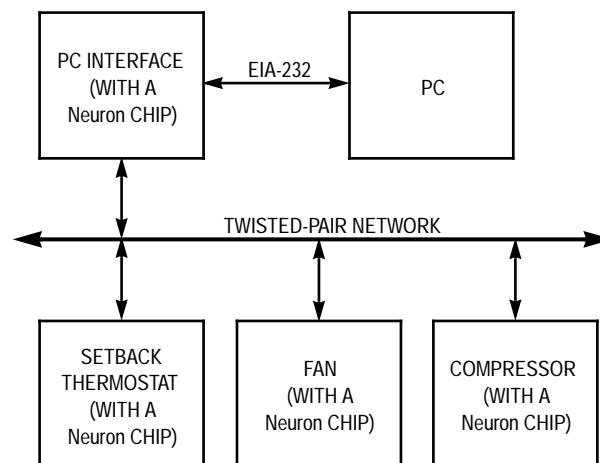 PC INTERFACE
(WITH A
Neuron CHIP)
EIA-232
PC
TWISTED-PAIR NETWORK
SETBACK
THERMOSTAT
(WITH A
Neuron CHIP)
FAN
(WITH A
Neuron CHIP)
COMPRESSOR
(WITH A
Neuron CHIP)